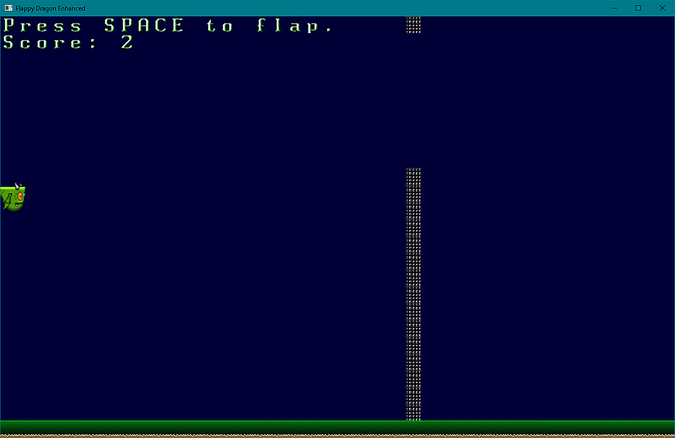 Flappy Dragon Enhanced
Press SPACE to flap.
Score: 2